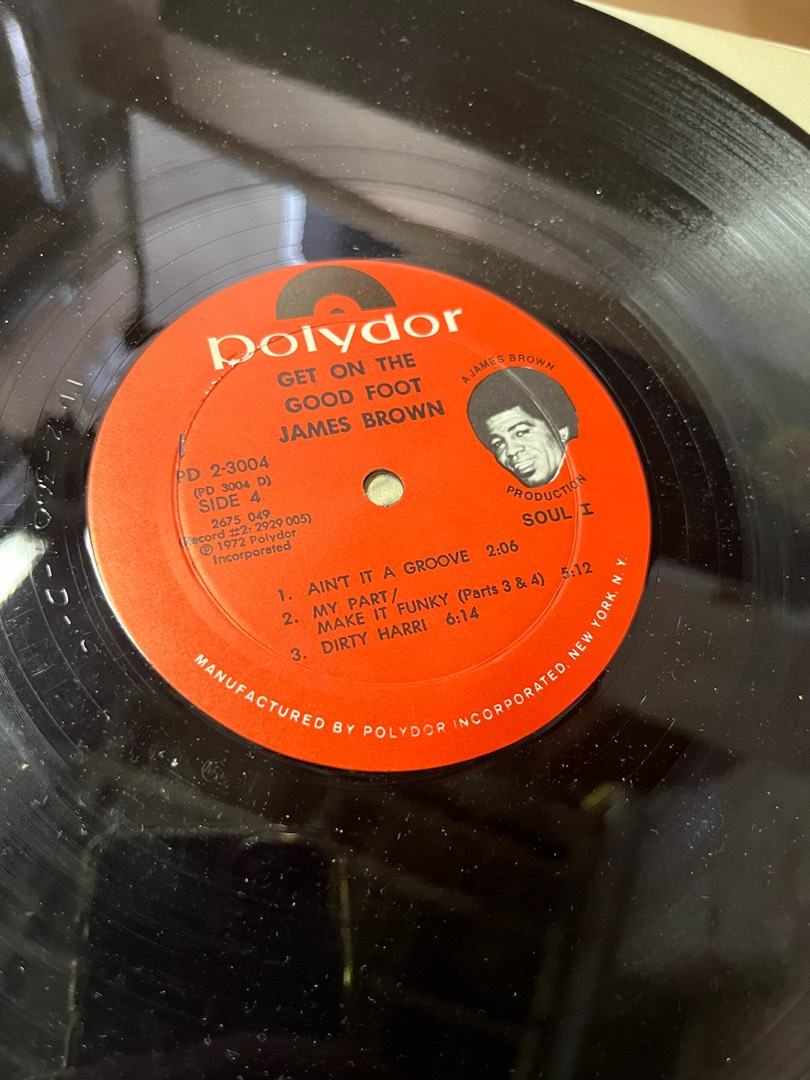 Polydor
GET ON THE
GOOD FOOT
JAMES BROWN
A JAMES BROWN
PRODUCTION
SOUL I
PD 2-3004
(PD 3004 D)
SIDE 4
2675 049
(Record #2: 2929 005)
℗ 1972 Polydor
Incorporated
1. AIN'T IT A GROOVE 2:06
2. MY PART/
MAKE IT FUNKY (Parts 3 & 4) 5:12
3. DIRTY HARRI 6:14
MANUFACTURED BY POLYDOR INCORPORATED, NEW YORK, N.Y.